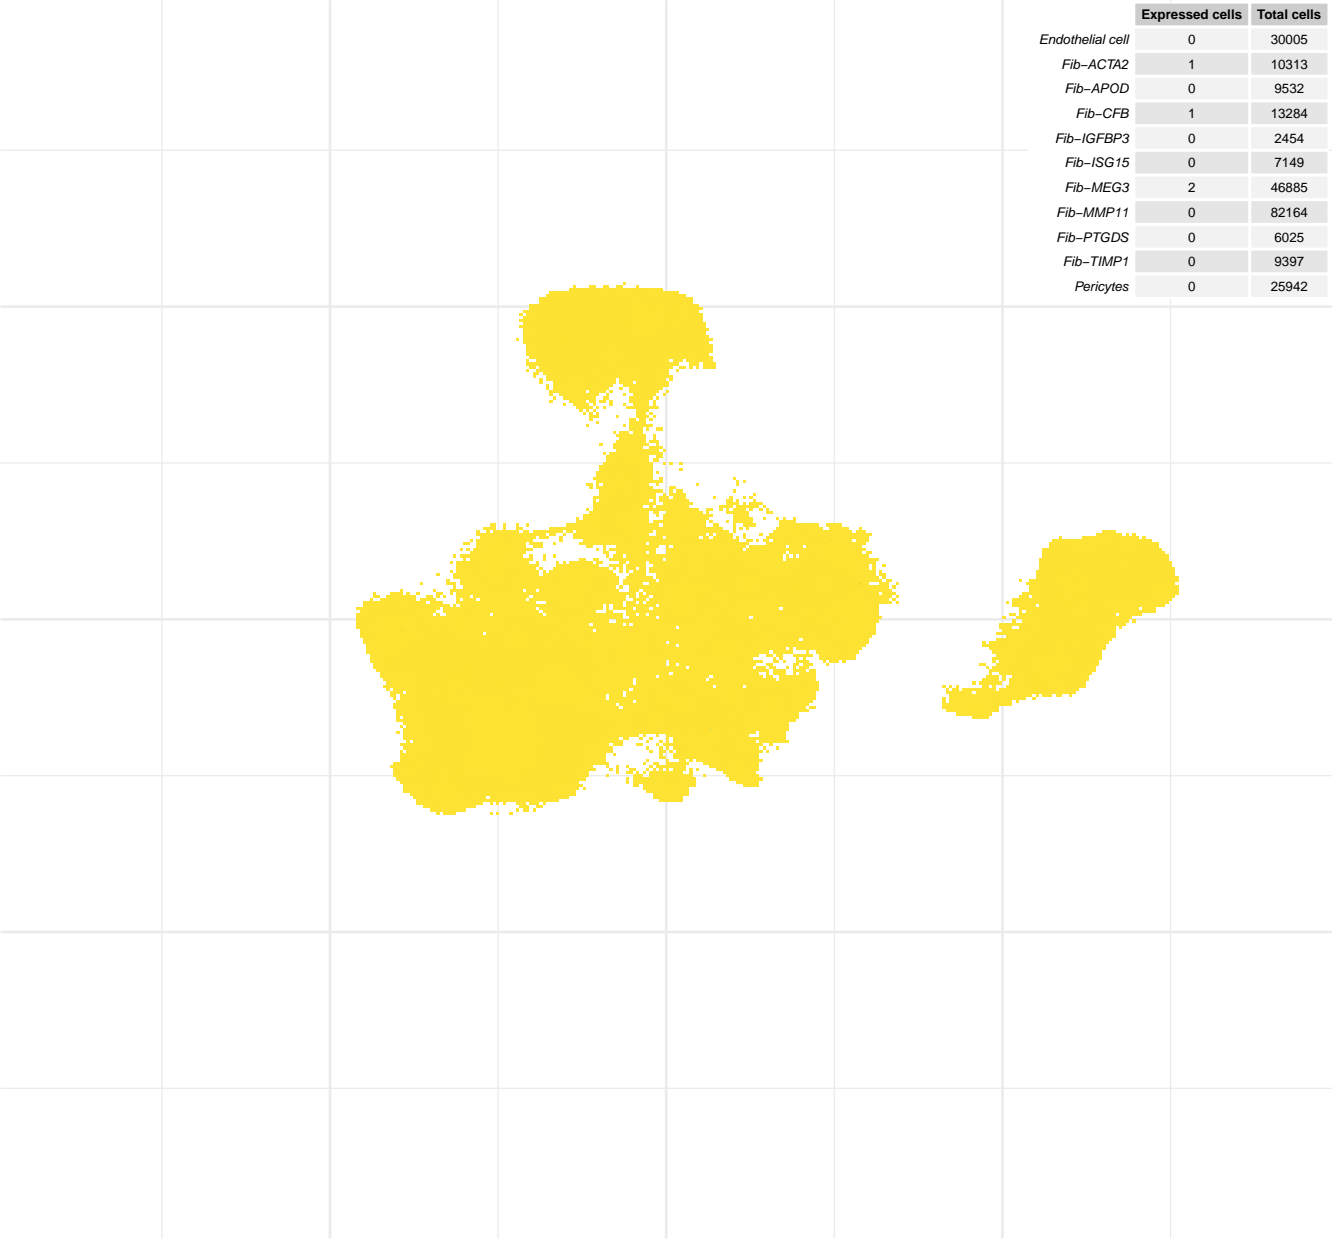 Expressed cells Total cells
Endothelial cell 0 30005
Fib−ACTA2 1 10313
Fib−APOD 0 9532
Fib−CFB 1 13284
Fib−IGFBP3 0 2454
Fib−ISG15 0 7149
Fib−MEG3 2 46885
Fib−MMP11 0 82164
Fib−PTGDS 0 6025
Fib−TIMP1 0 9397
Pericytes 0 25942